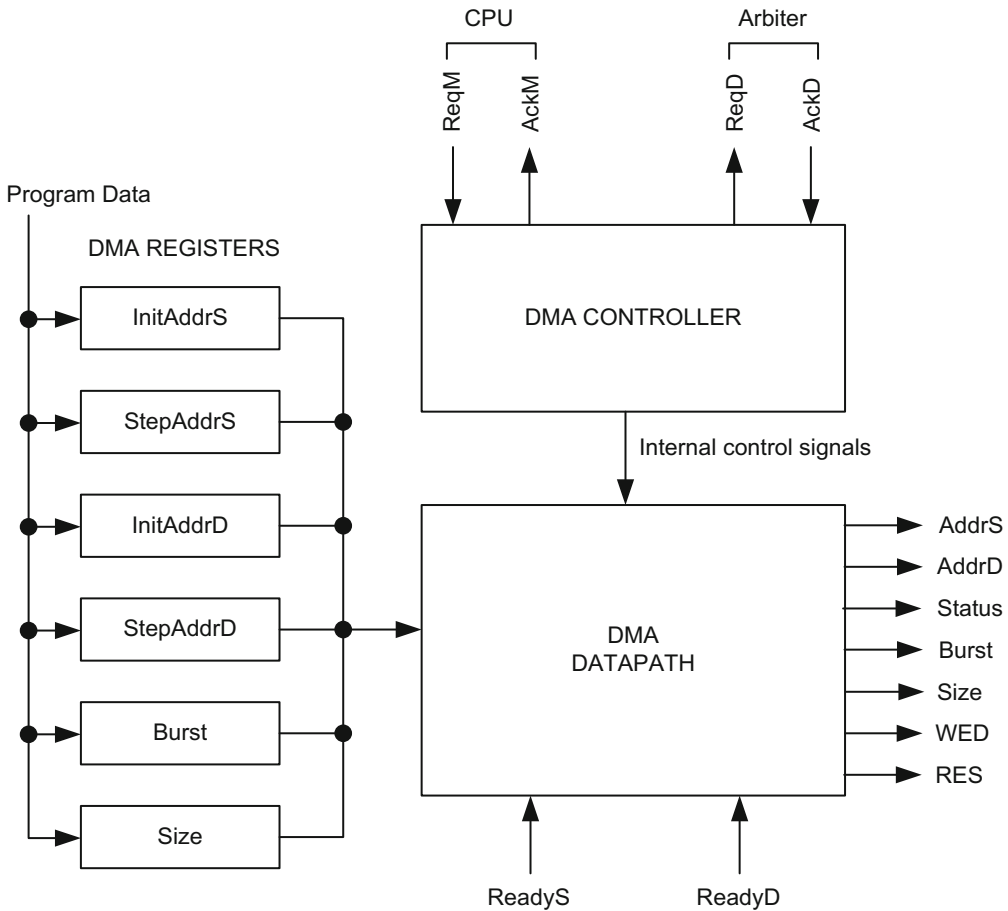 CPU
Arbiter
ReqM
AckM
ReqD
AckD
Program Data
DMA REGISTERS
InitAddrS
StepAddrS
InitAddrD
StepAddrD
Burst
Size
DMA CONTROLLER
Internal control signals
DMA
DATAPATH
AddrS
AddrD
Status
Burst
Size
WED
RES
ReadyS
ReadyD